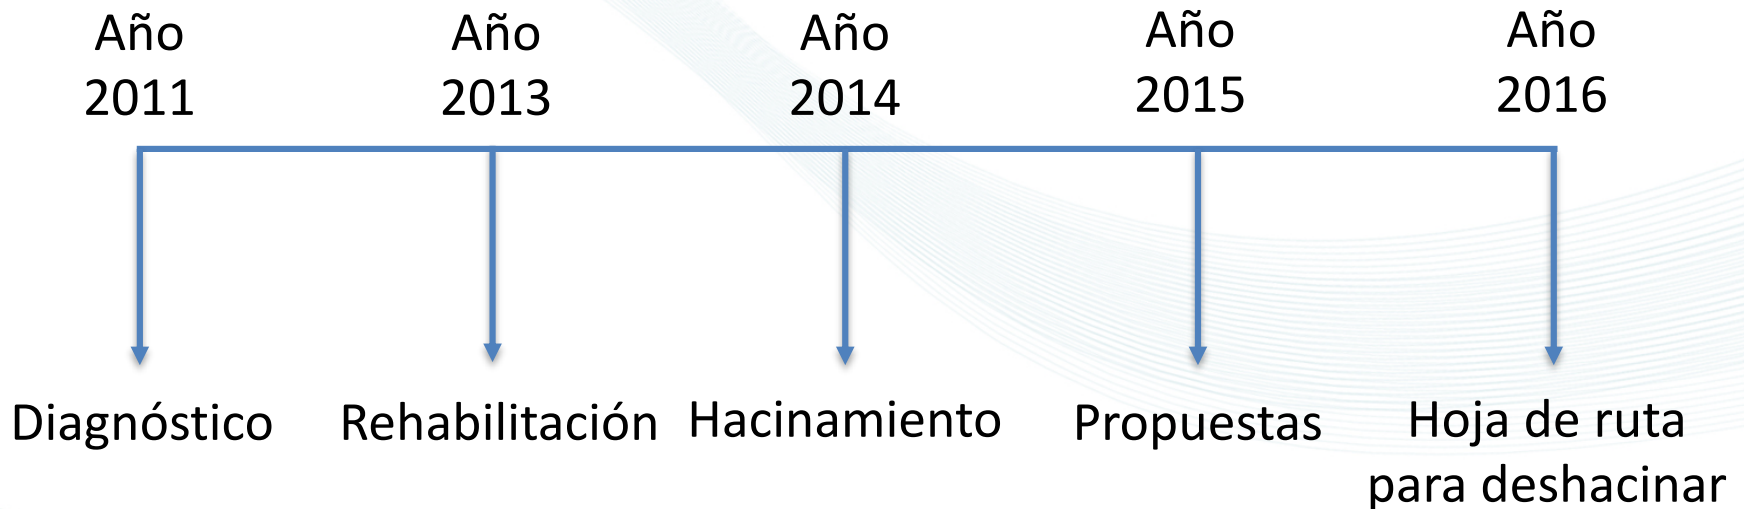 Año
2011
Año
2013
Año
2014
Año
2015
Año
2016
Diagnóstico
Rehabilitación
Hacinamiento
Propuestas
Hoja de ruta
para deshacinar